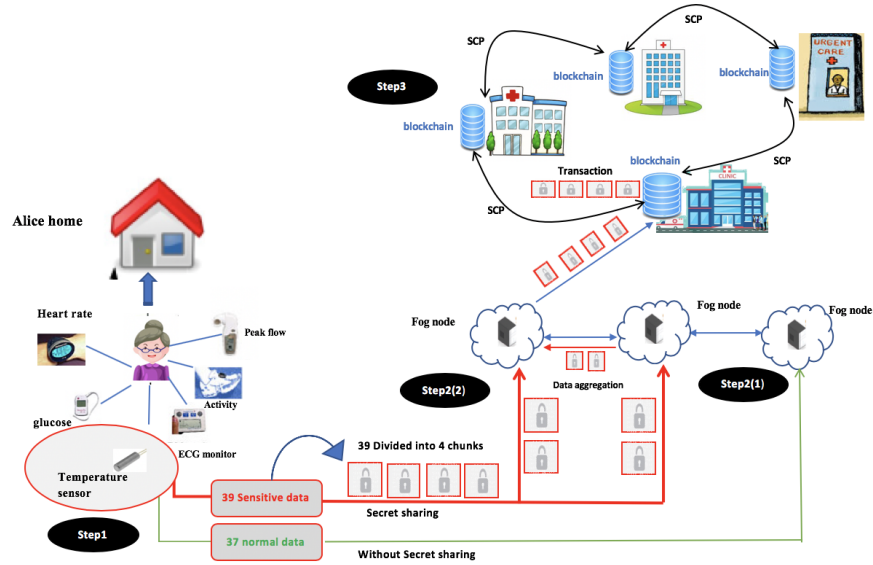 SCP
SCP
URGENT
CARE
blockchain
blockchain
Step3
blockchain
blockchain
SCP
Transaction
CLINIC
SCP
Alice home
Heart rate
Peak flow
Fog node
Fog node
Fog node
Step2(2)
Data aggregation
Step2(1)
Activity
glucose
ECG monitor
39 Divided into 4 chunks
Temperature
sensor
39 Sensitive data
Secret sharing
Step1
37 normal data
Without Secret sharing